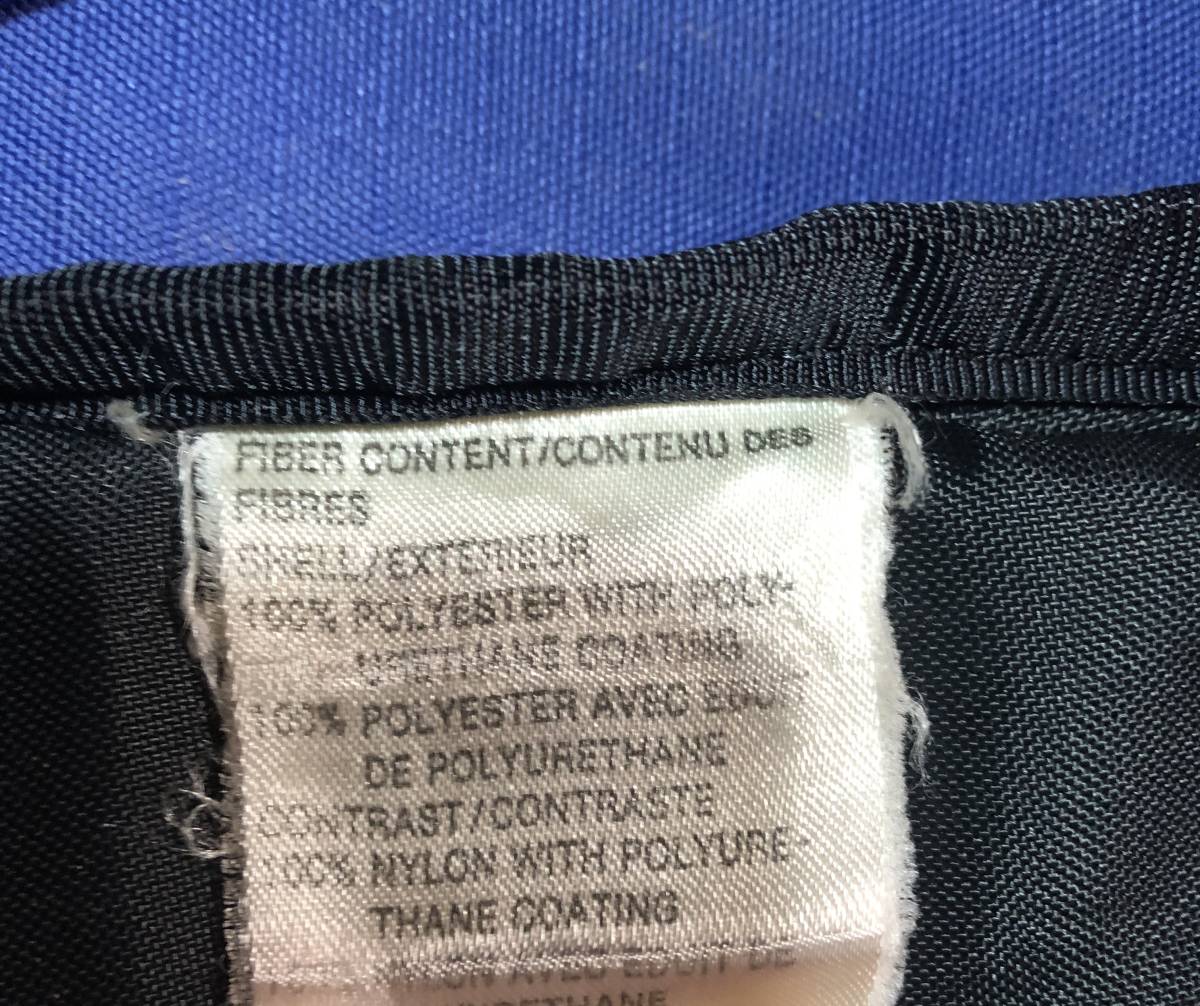 FIBER CONTENT/CONTENU DES
FIBRES
SHELL/EXTERIEUR
100% POLYESTER WITH POLY-
URETHANE COATING
100% POLYESTER AVEC
DE POLYURETHANE
CONTRAST/CONTRASTE
100% NYLON WITH POLYURE-
THANE COATING
DE